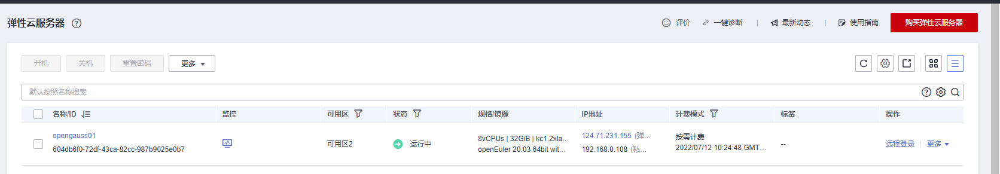 弹性云服务器
评价 一键诊断 | 最新动态 | 使用指南 购买弹性云服务器
开机 关机 重置密码 更多
默认按照名称搜索
名称/ID 监控 可用区 状态 规格/镜像 IP地址 计费模式 标签 操作
opengauss01
604db6f0-72df-43ca-82cc-987b9025e0b7
可用区2
运行中
8vCPUs | 32GiB | kc1.2xla...
openEuler 20.03 64bit wit...
124.71.231.155 (弹...
192.168.0.108 (私...
按需计费
2022/07/12 10:24:48 GMT...
--
远程登录 | 更多